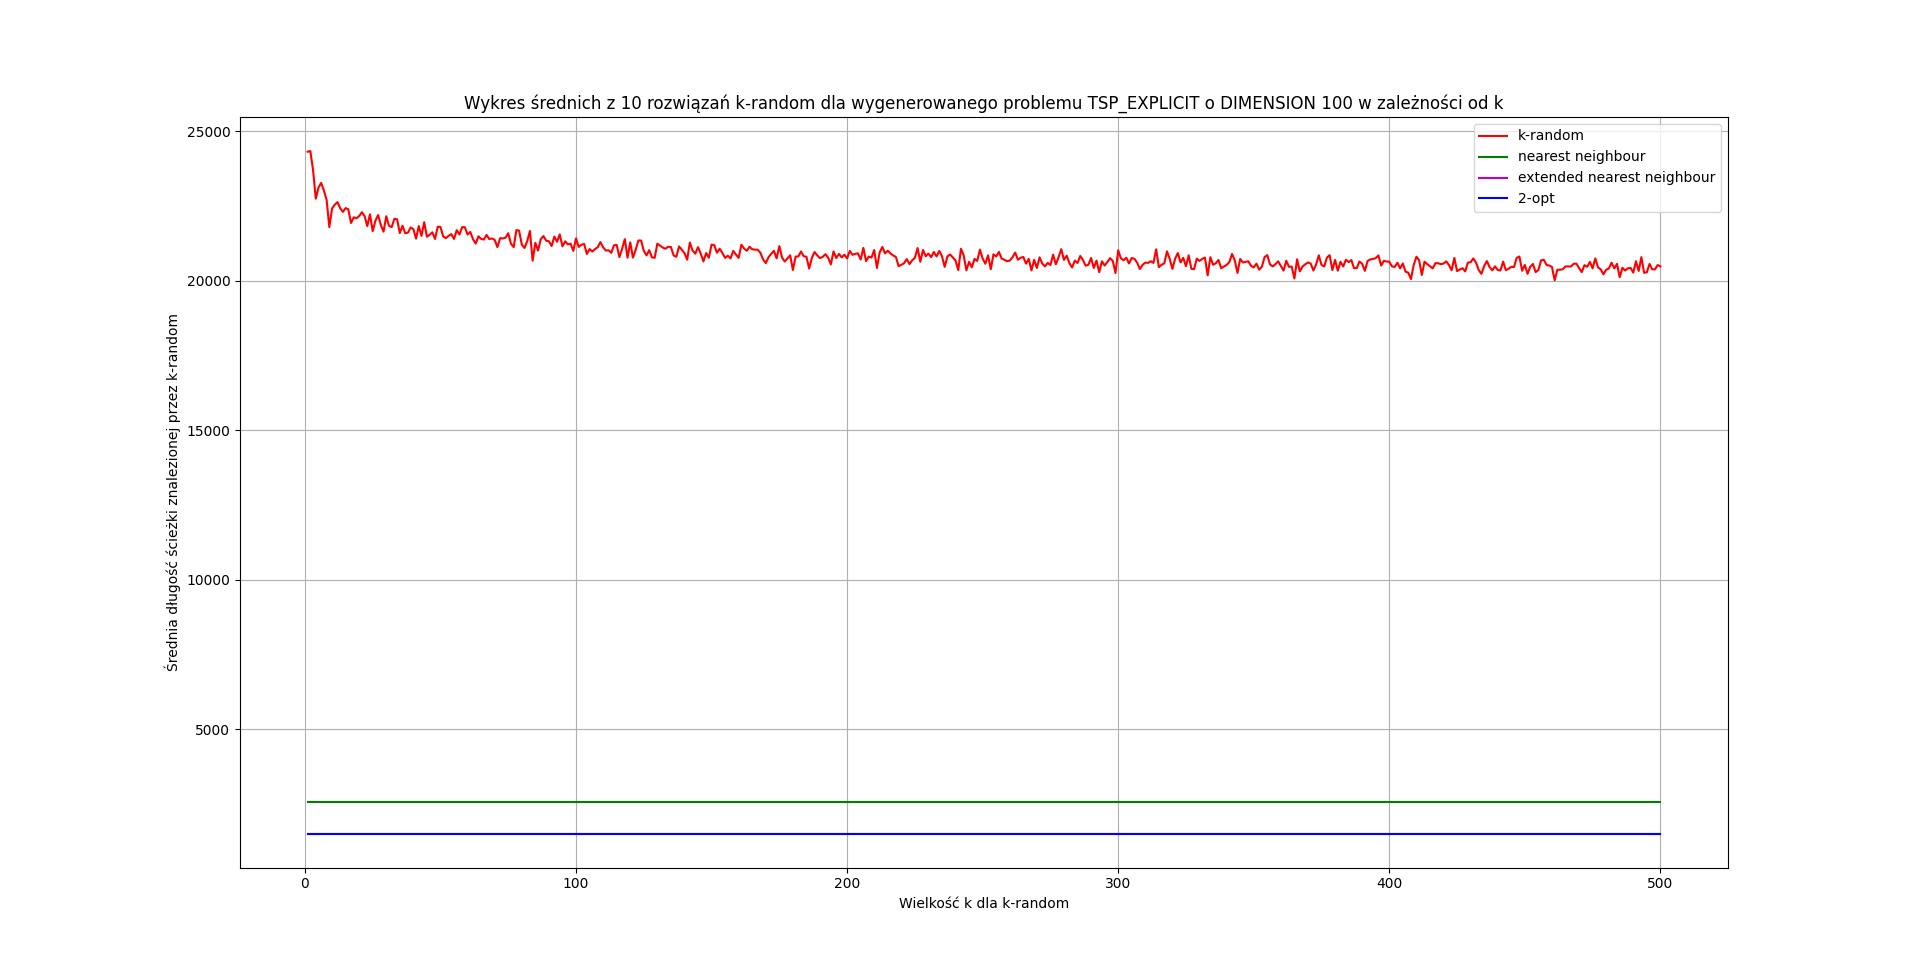 Wykres średnich z 10 rozwiązań k-random dla wygenerowanego problemu TSP_EXPLICIT o DIMENSION 100 w zależności od k
k-random
nearest neighbour
extended nearest neighbour
2-opt
Średnia długość ścieżki znalezionej przez k-random
25000
20000
15000
10000
5000
0 100 200 300 400 500
Wielkość k dla k-random